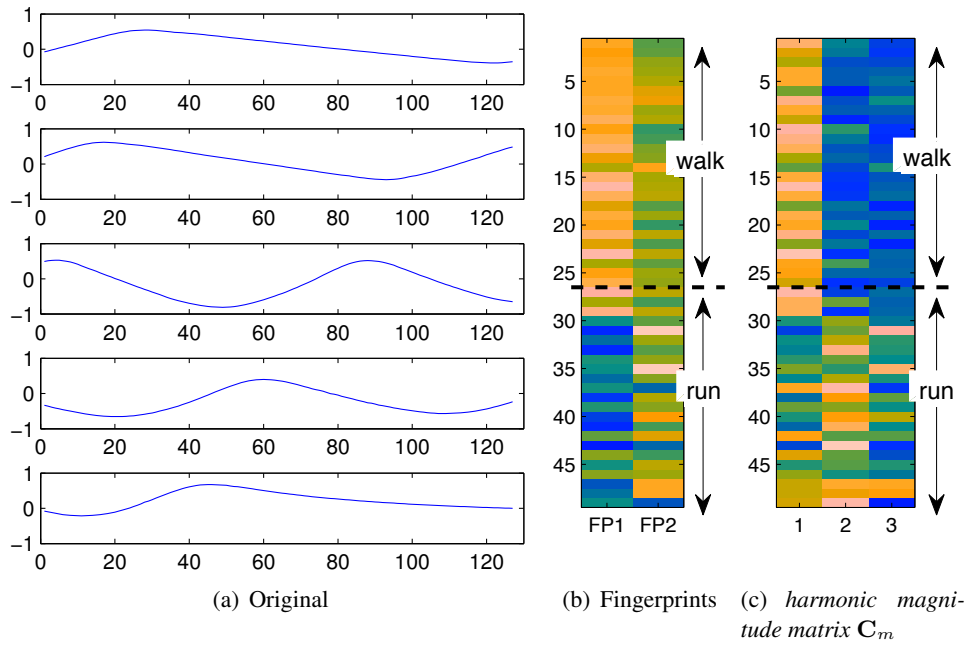 1
0
−1
0 20 40 60 80 100 120
1
0
−1
0 20 40 60 80 100 120
1
0
−1
0 20 40 60 80 100 120
1
0
−1
0 20 40 60 80 100 120
1
0
−1
0 20 40 60 80 100 120
(a) Original
5
10
15
20
25
30
35
40
45
walk
run
FP1 FP2
(b) Fingerprints
5
10
15
20
25
30
35
40
45
walk
run
1 2 3
(c) harmonic magni-
tude matrix Cm